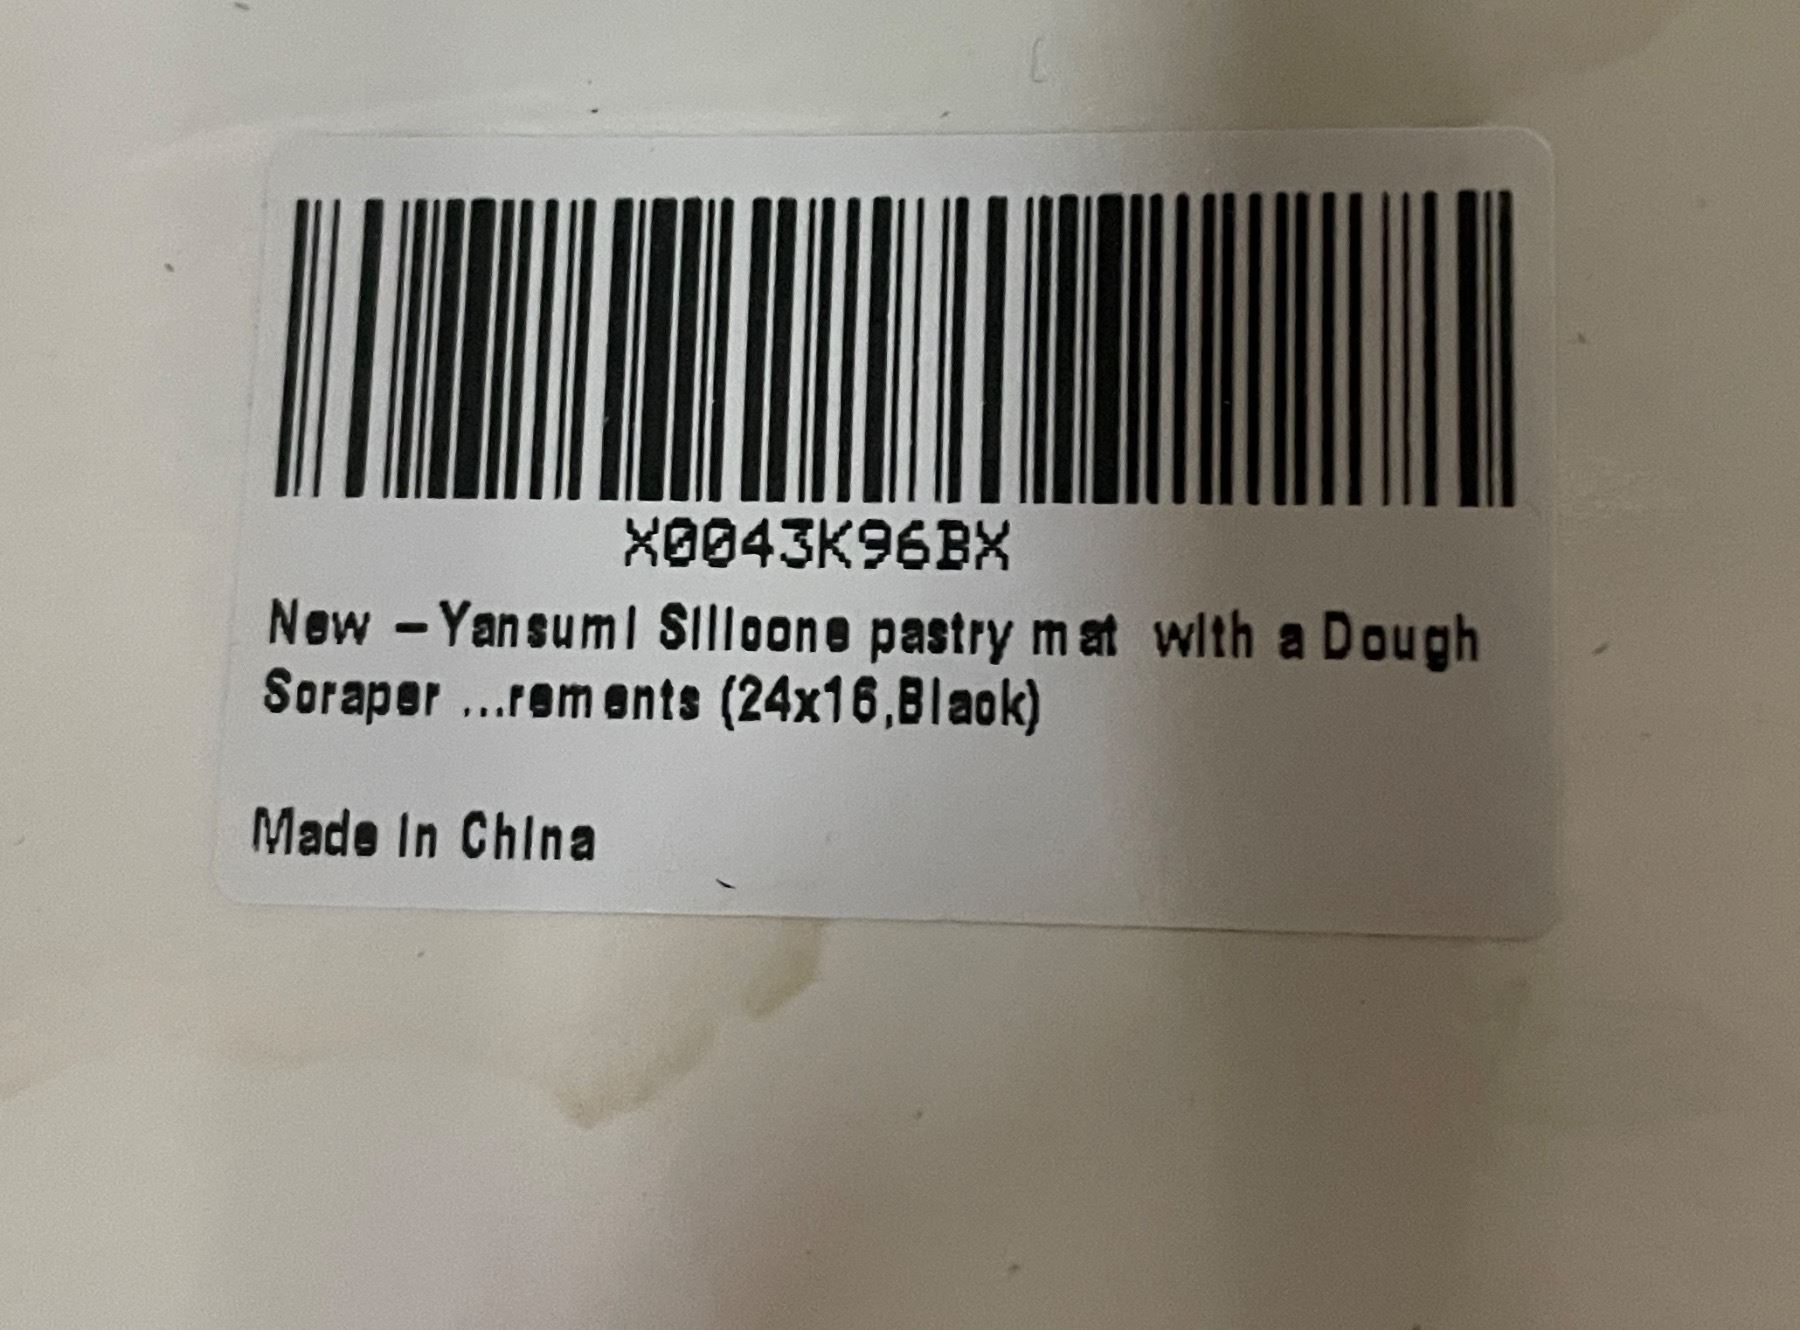 X0043K96BX
New -Yansumi Silicone pastry mat with a Dough
Scraper ...rements (24x16,Black)
Made in China